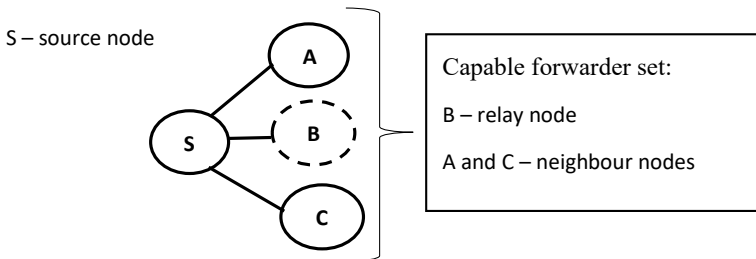 S – source node
A
B
S
C
Capable forwarder set:
B – relay node
A and C – neighbour nodes